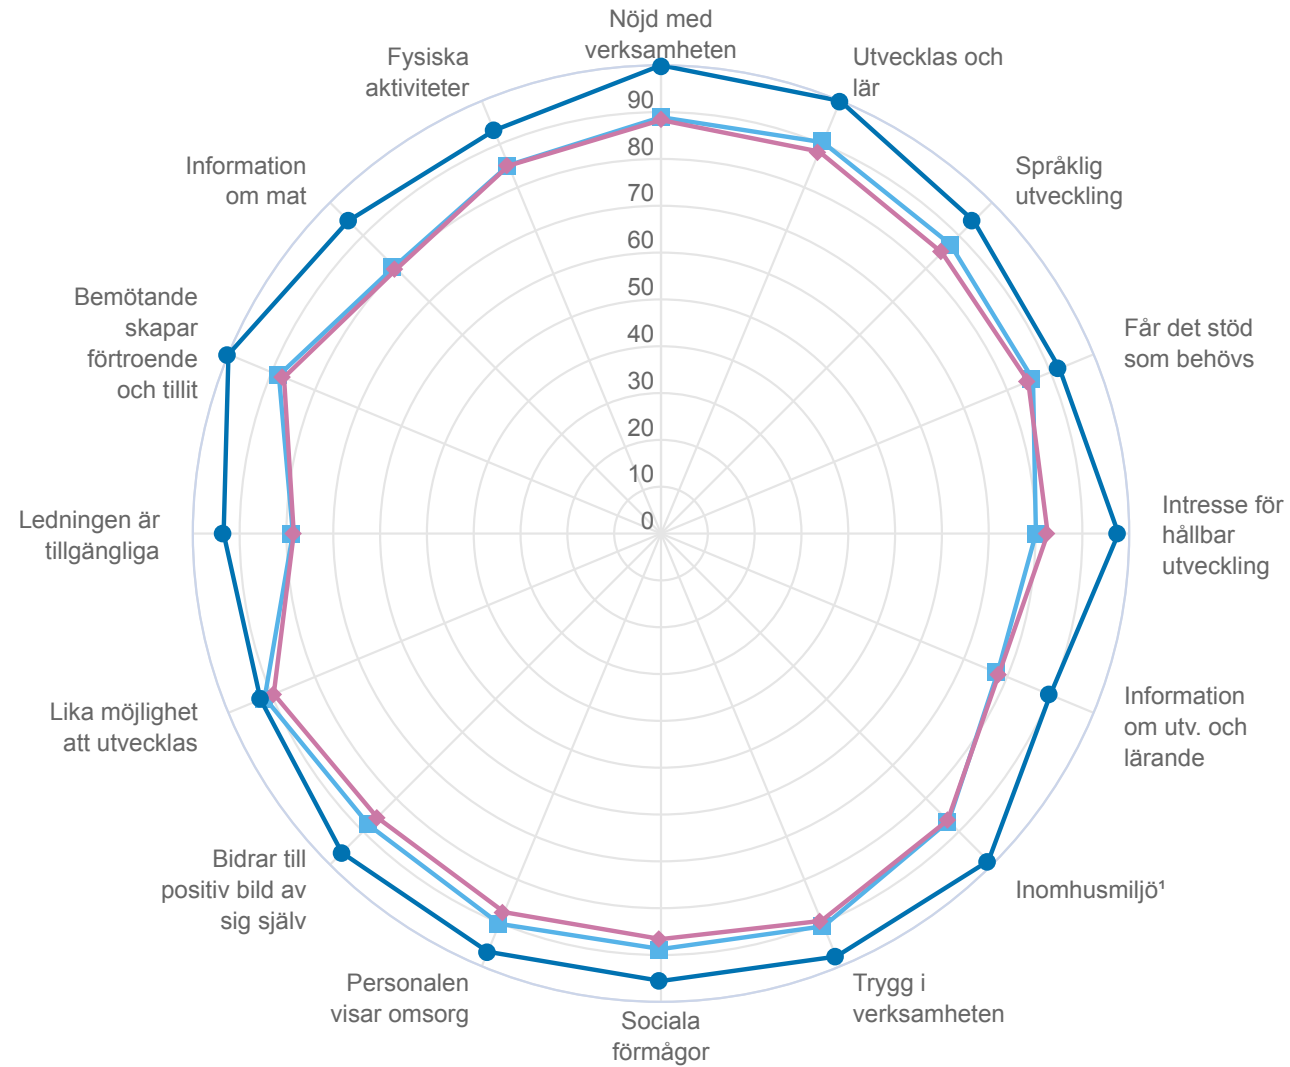 Nöjd med
verksamheten
Utvecklas och
lär
Språklig
utveckling
Får det stöd
som behövs
Intresse för
hållbar
utveckling
Information
om utv. och
lärande
Inomhusmiljö¹
Trygg i
verksamheten
Sociala
förmågor
Personalen
visar omsorg
Bidrar till
positiv bild av
sig själv
Lika möjlighet
att utvecklas
Ledningen är
tillgängliga
Bemötande
skapar
förtroende
och tillit
Information
om mat
Fysiska
aktiviteter
90
80
70
60
50
40
30
20
10
0